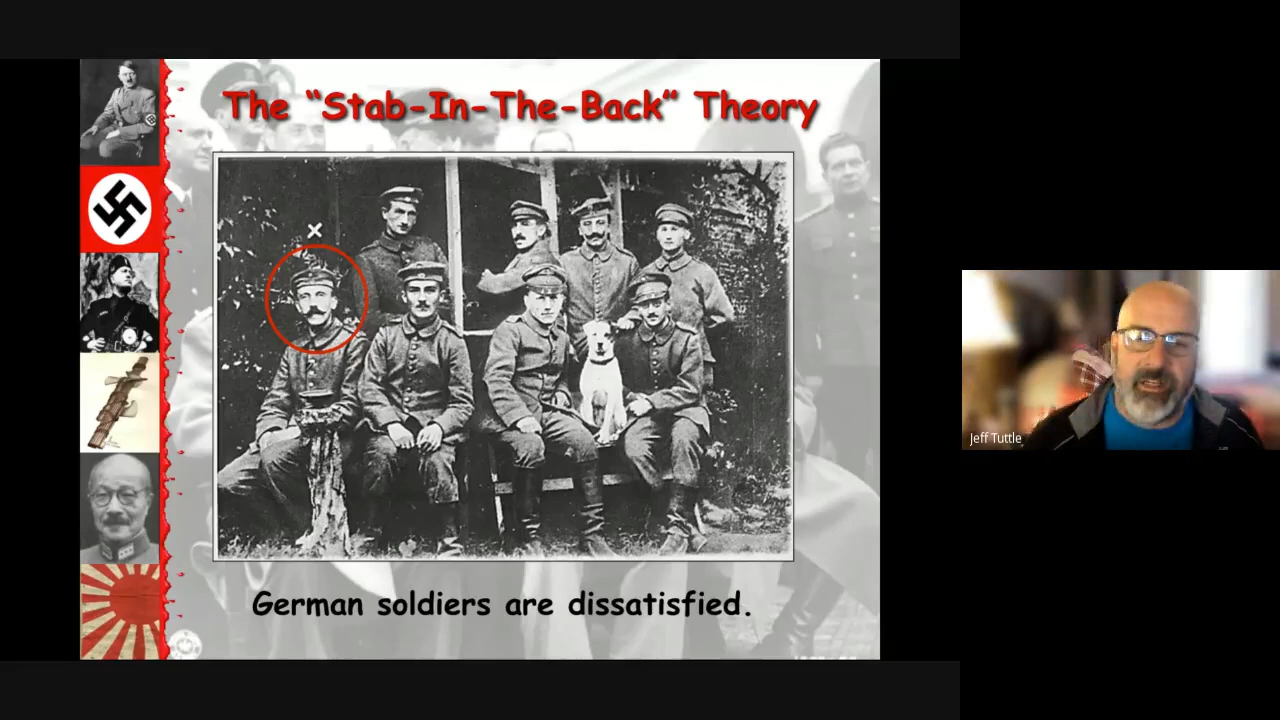 The “Stab-In-The-Back” Theory
German soldiers are dissatisfied.
Jeff Tuttle